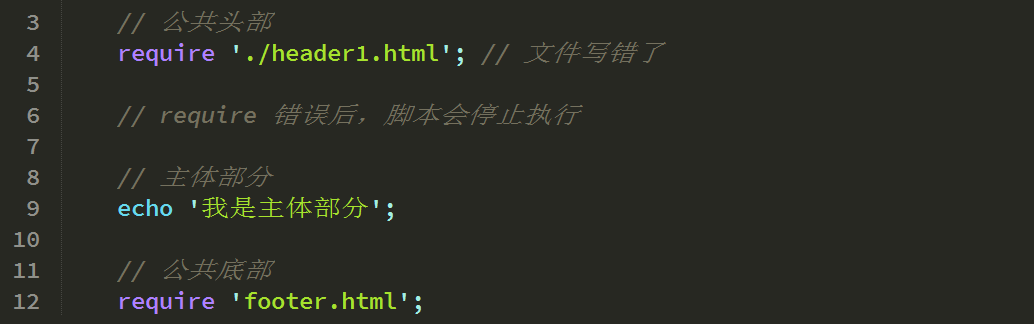 3 // 公共头部
4 require './header1.html'; // 文件写错了
5
6 // require 错误后，脚本会停止执行
7
8 // 主体部分
9 echo '我是主体部分';
10
11 // 公共底部
12 require 'footer.html';